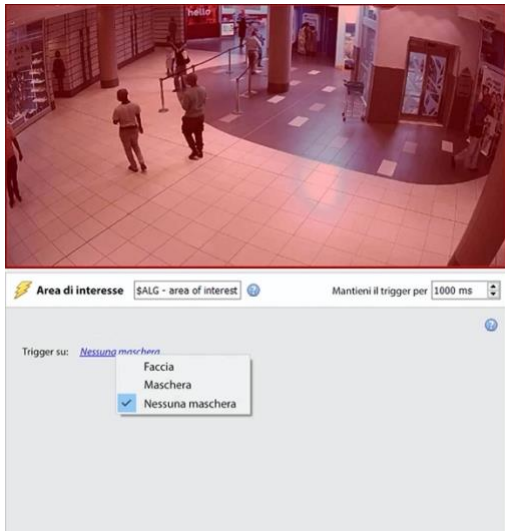 hello
Area di interesse $ALG - area of interest Mantieni il trigger per 1000 ms
Trigger su: Nessuna maschera
Faccia
Maschera
Nessuna maschera